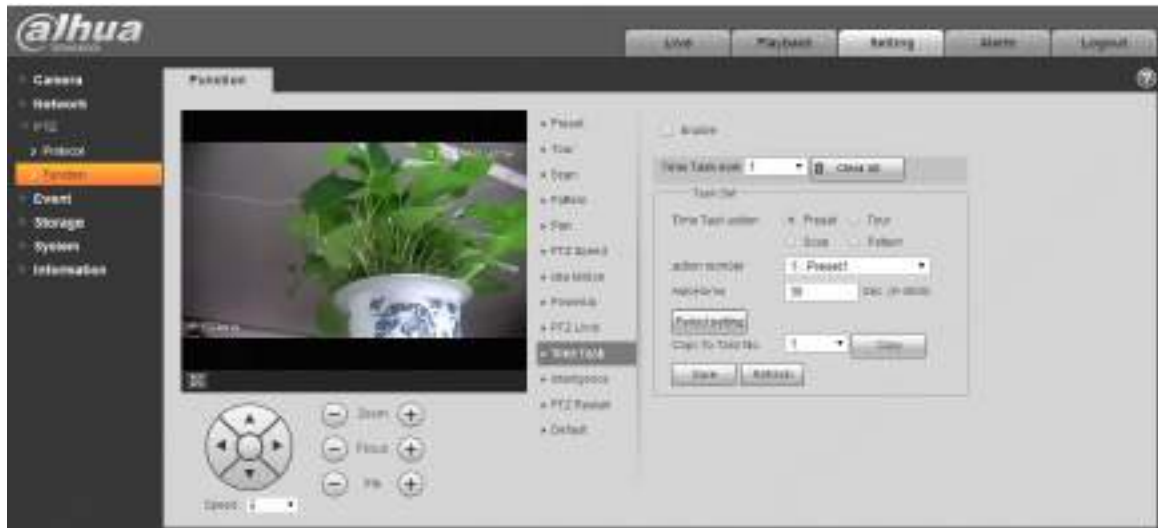 alhua
Live
Playback
Setting
Alarm
Logout
Camera
Network
PTZ
Protocol
Function
Event
Storage
System
Information
Function
Preset
Tour
Scan
Pattern
Pan
PTZ Speed
Idle Motion
PowerUp
PTZ Limit
Time Task
PTZ Restart
Default
Zoom
Focus
Iris
Speed
Enable
Time Task num 1 Clear All
Task Set
Time Task action Preset Tour
Scan Pattern
action number 1 Preset1
Period setting
Copy To Task No. 1 Copy
Save Refresh